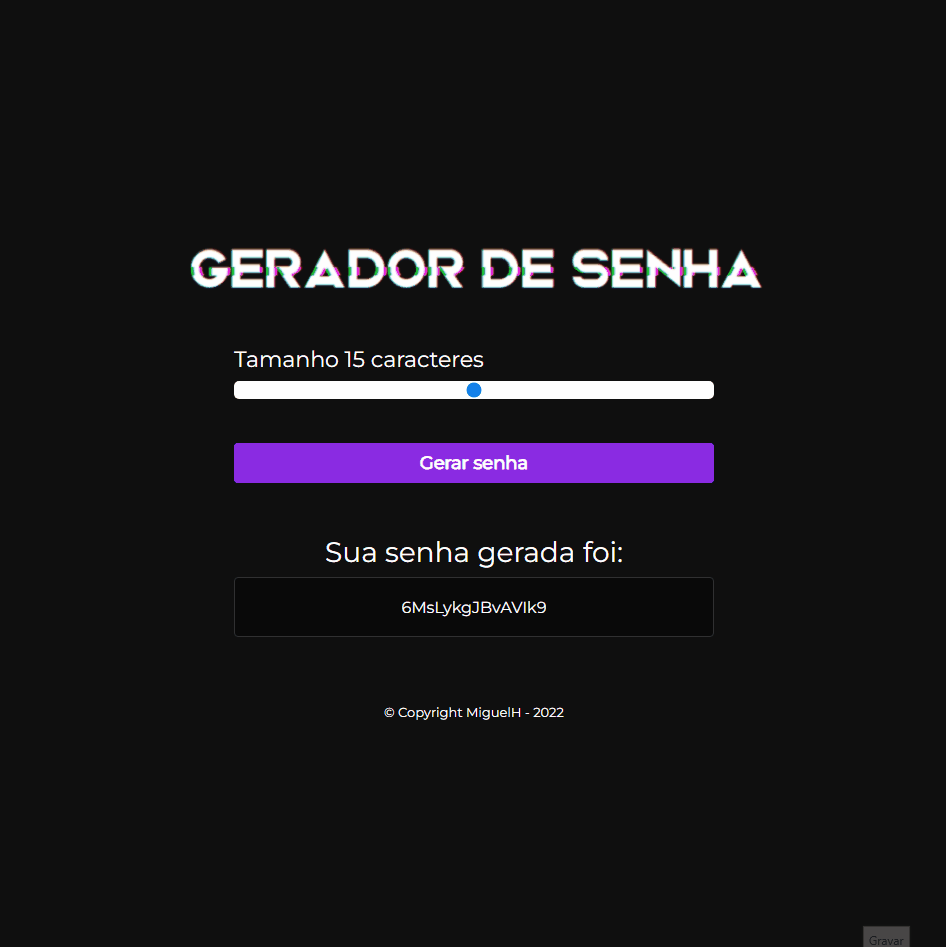 GERADOR DE SENHA
Tamanho 15 caracteres
Gerar senha
Sua senha gerada foi:
6MsLykgJBvAVIk9
© Copyright MiguelH - 2022
Gravar